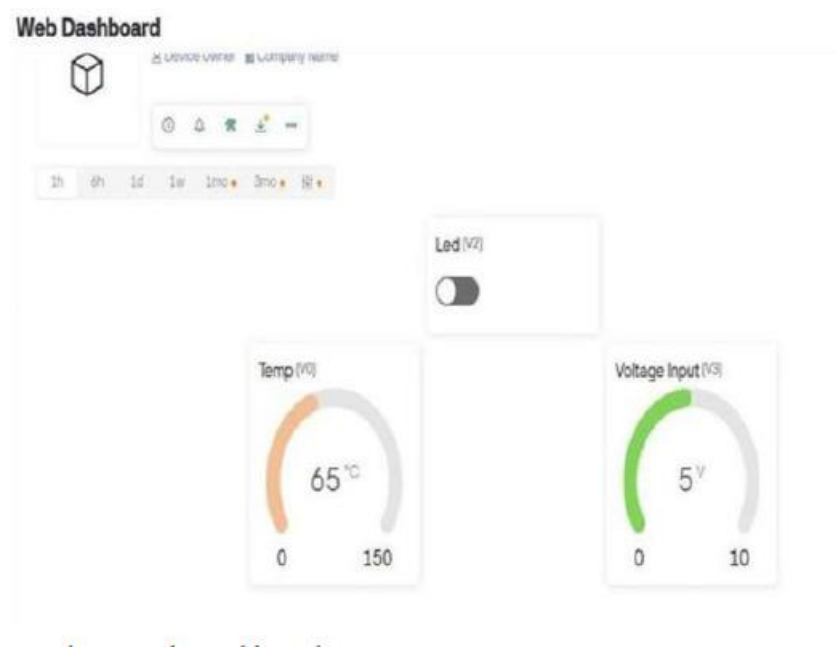 Web Dashboard
Device Owner Company Name
1h 6h 1d 1w 1mo 3mo
Led (V2)
Temp (V0)
Voltage Input (V3)
65 °C
5 V
0 150
0 10